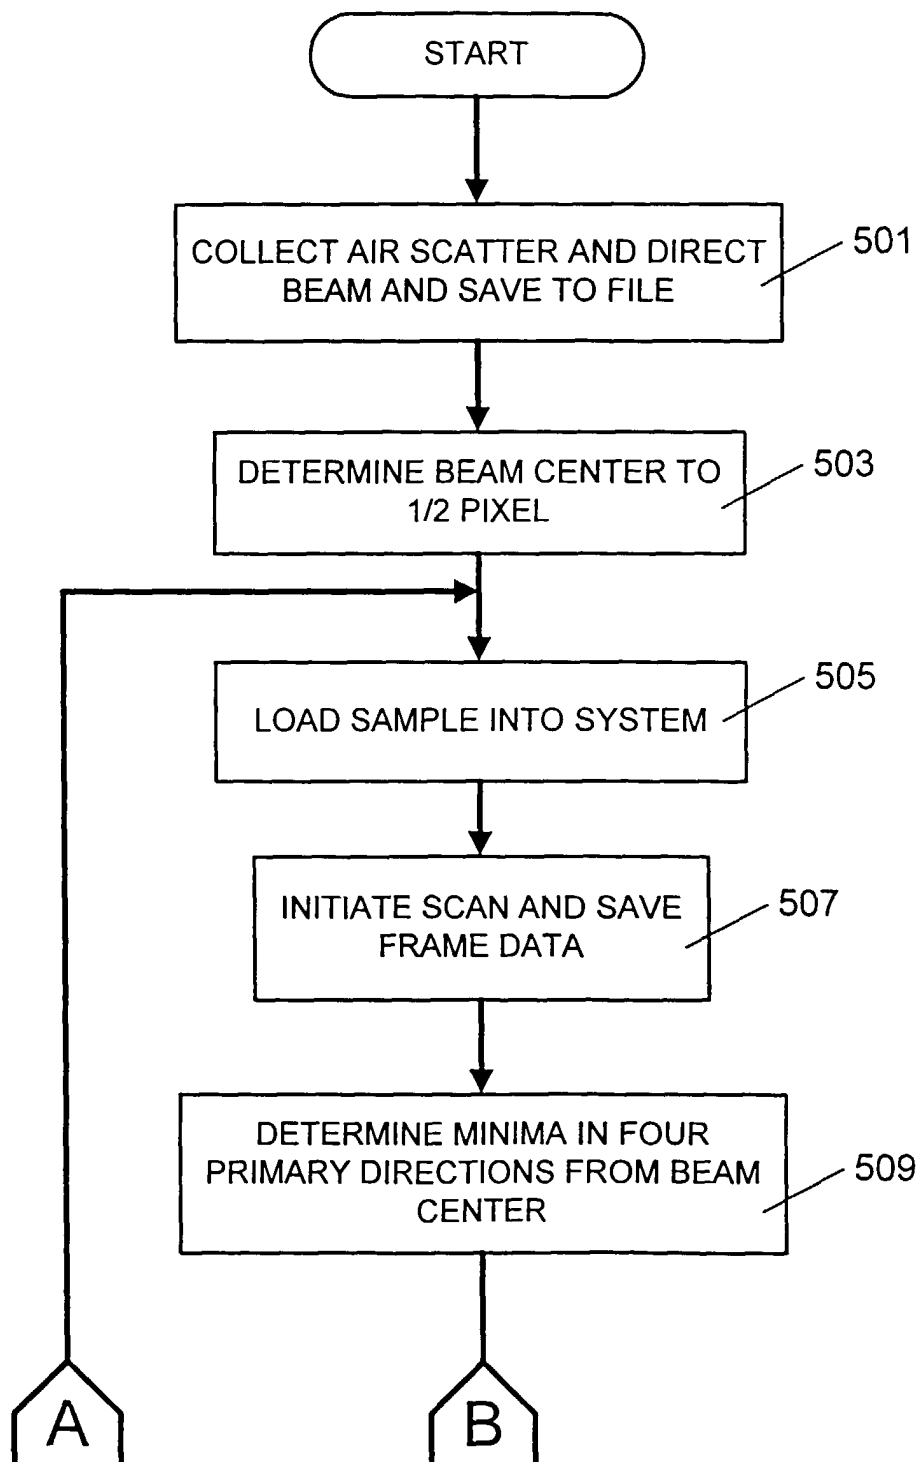 START
COLLECT AIR SCATTER AND DIRECT
BEAM AND SAVE TO FILE
501
DETERMINE BEAM CENTER TO
1/2 PIXEL
503
LOAD SAMPLE INTO SYSTEM
505
INITIATE SCAN AND SAVE
FRAME DATA
507
DETERMINE MINIMA IN FOUR
PRIMARY DIRECTIONS FROM BEAM
CENTER
509
A
B